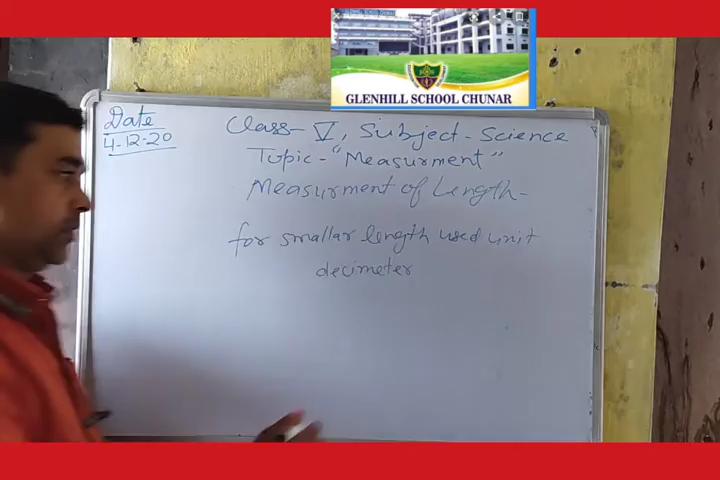 GLENHILL SCHOOL CHUNAR
Date
4-12-20
Class- V, Subject - Science
Topic - "Measurment"
Measurment of Length-
for smallar length used unit
decimeter